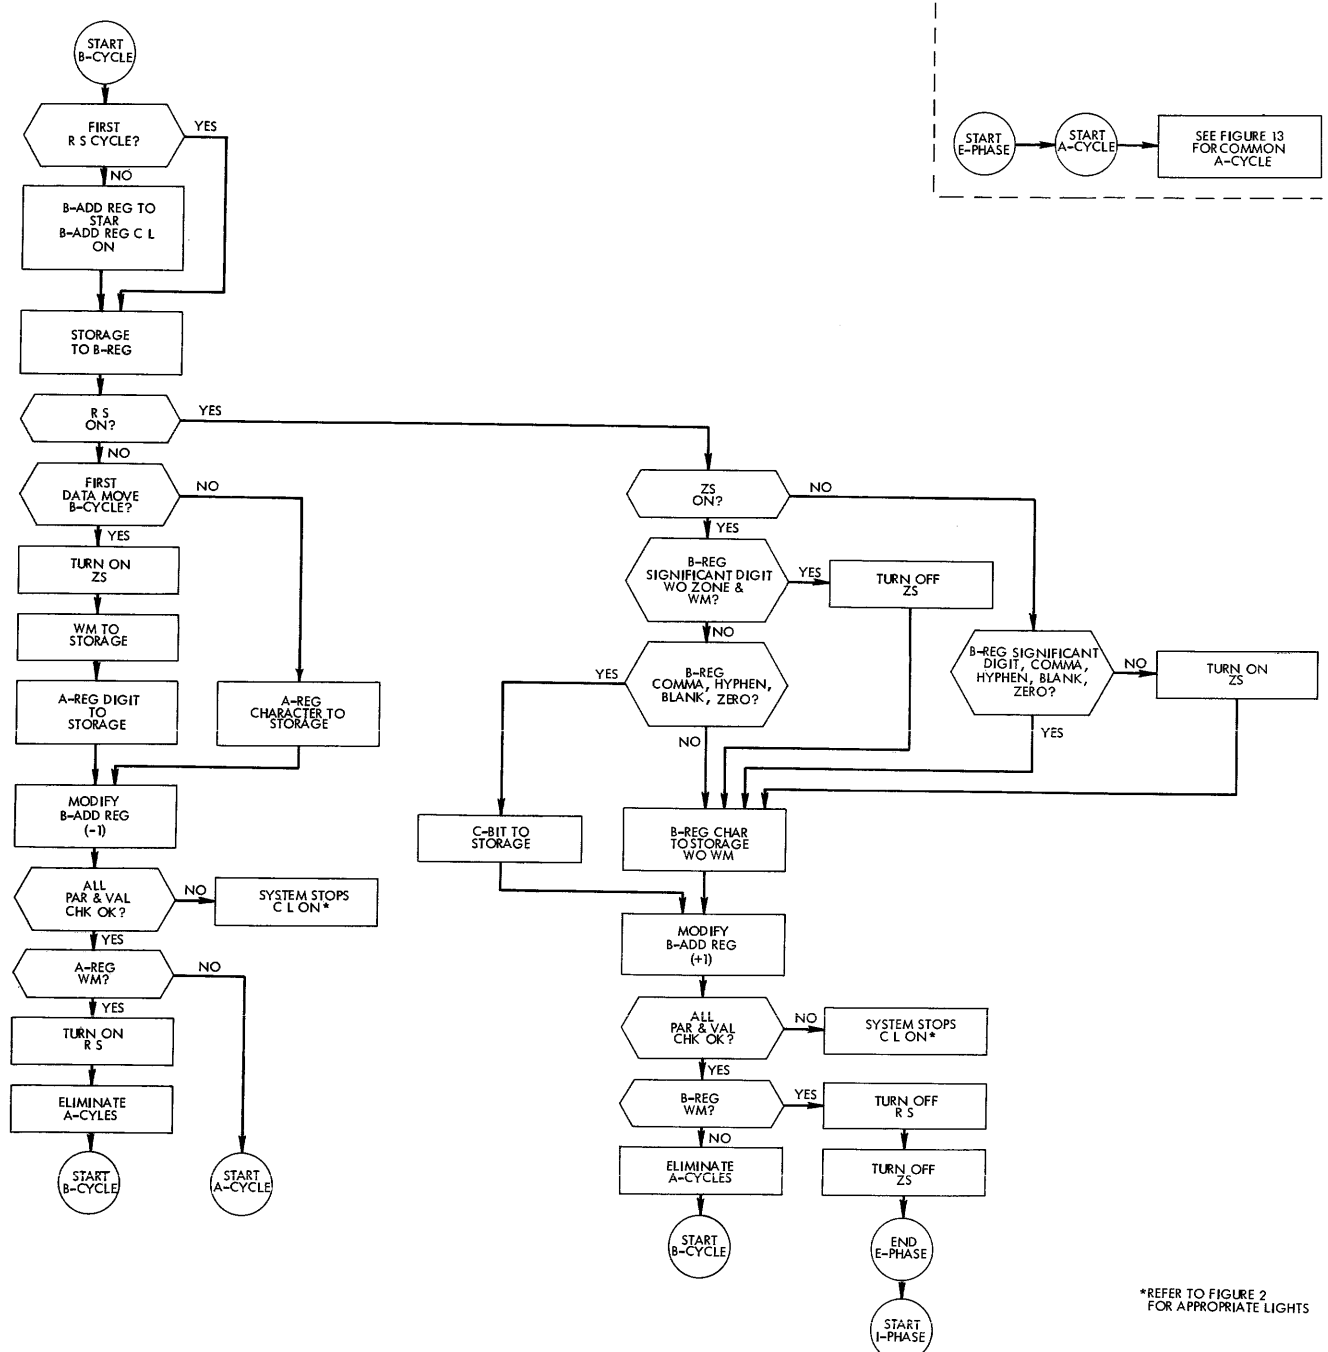 START
B-CYCLE
FIRST
R S CYCLE?
YES
NO
B-ADD REG TO
STAR
B-ADD REG C L
ON
STORAGE
TO B-REG
R S
ON?
YES
NO
FIRST
DATA MOVE
B-CYCLE?
NO
YES
TURN ON
ZS
WM TO
STORAGE
A-REG DIGIT
TO
STORAGE
A-REG
CHARACTER TO
STORAGE
MODIFY
B-ADD REG
(-1)
ALL
PAR & VAL
CHK OK?
NO
SYSTEM STOPS
C L ON*
YES
A-REG
WM?
NO
YES
TURN ON
R S
ELIMINATE
A-CYLES
START
B-CYCLE
START
A-CYCLE
START
E-PHASE
START
A-CYCLE
SEE FIGURE 13
FOR COMMON
A-CYCLE
ZS
ON?
NO
YES
B-REG
SIGNIFICANT DIGIT
WO ZONE &
WM?
YES
TURN OFF
ZS
NO
B-REG
COMMA, HYPHEN,
BLANK, ZERO?
YES
NO
B-REG SIGNIFICANT
DIGIT, COMMA,
HYPHEN, BLANK,
ZERO?
NO
TURN ON
ZS
YES
C-BIT TO
STORAGE
B-REG CHAR
TO STORAGE
WO WM
MODIFY
B-ADD REG
(+1)
ALL
PAR & VAL
CHK OK?
NO
SYSTEM STOPS
C L ON*
YES
B-REG
WM?
YES
TURN OFF
R S
NO
ELIMINATE
A-CYCLES
TURN OFF
ZS
START
B-CYCLE
END
E-PHASE
START
I-PHASE
*REFER TO FIGURE 2
FOR APPROPRIATE LIGHTS